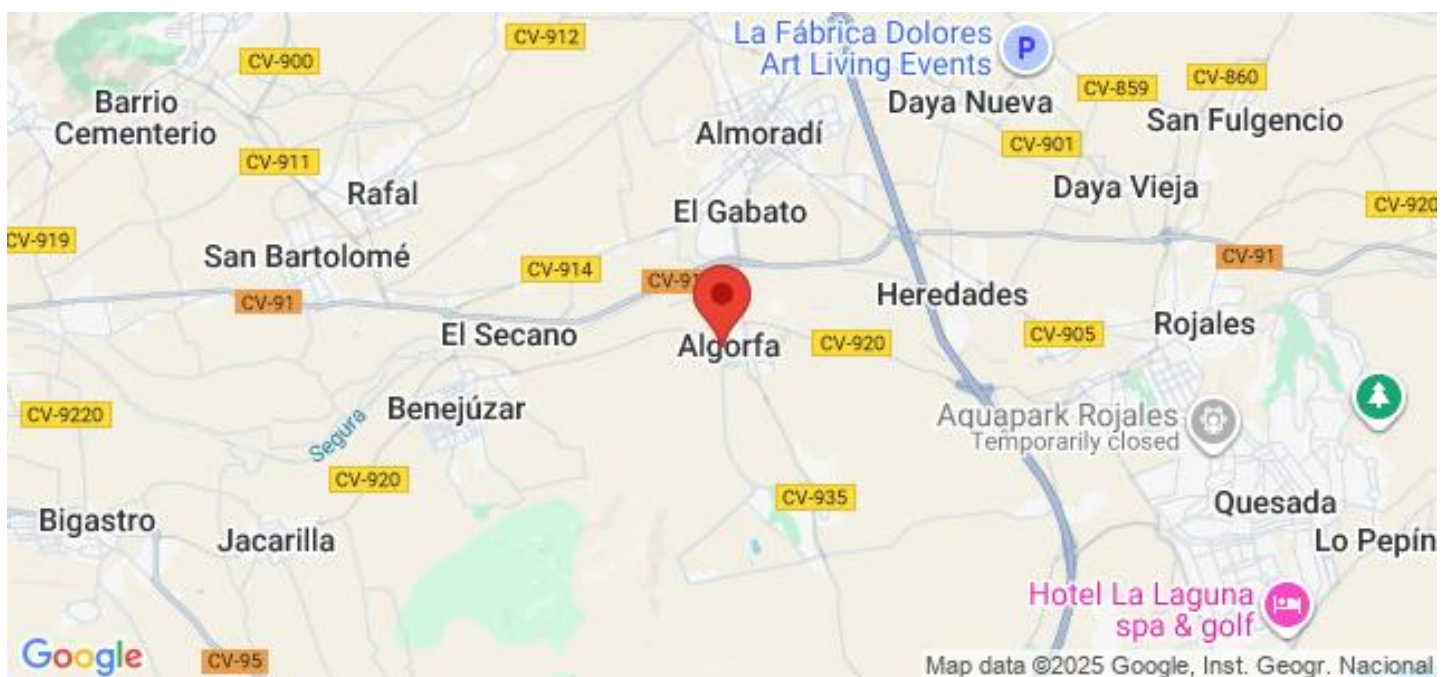 CV-912
La Fábrica Dolores
Art Living Events
P
CV-900
CV-859
CV-860
Barrio
Cementerio
Daya Nueva
San Fulgencio
Almoradí
CV-901
CV-911
Rafal
Daya Vieja
CV-920
El Gabato
CV-919
San Bartolomé
CV-914
CV-91
CV-91
Heredades
CV-91
El Secano
Algorfa
CV-920
CV-905
Rojales
Benejúzar
CV-9220
Segura
Aquapark Rojales
Temporarily closed
CV-920
CV-935
Quesada
Bigastro
Jacarilla
Lo Pepín
Hotel La Laguna
spa & golf
Google
CV-95
Map data ©2025 Google, Inst. Geogr. Nacional